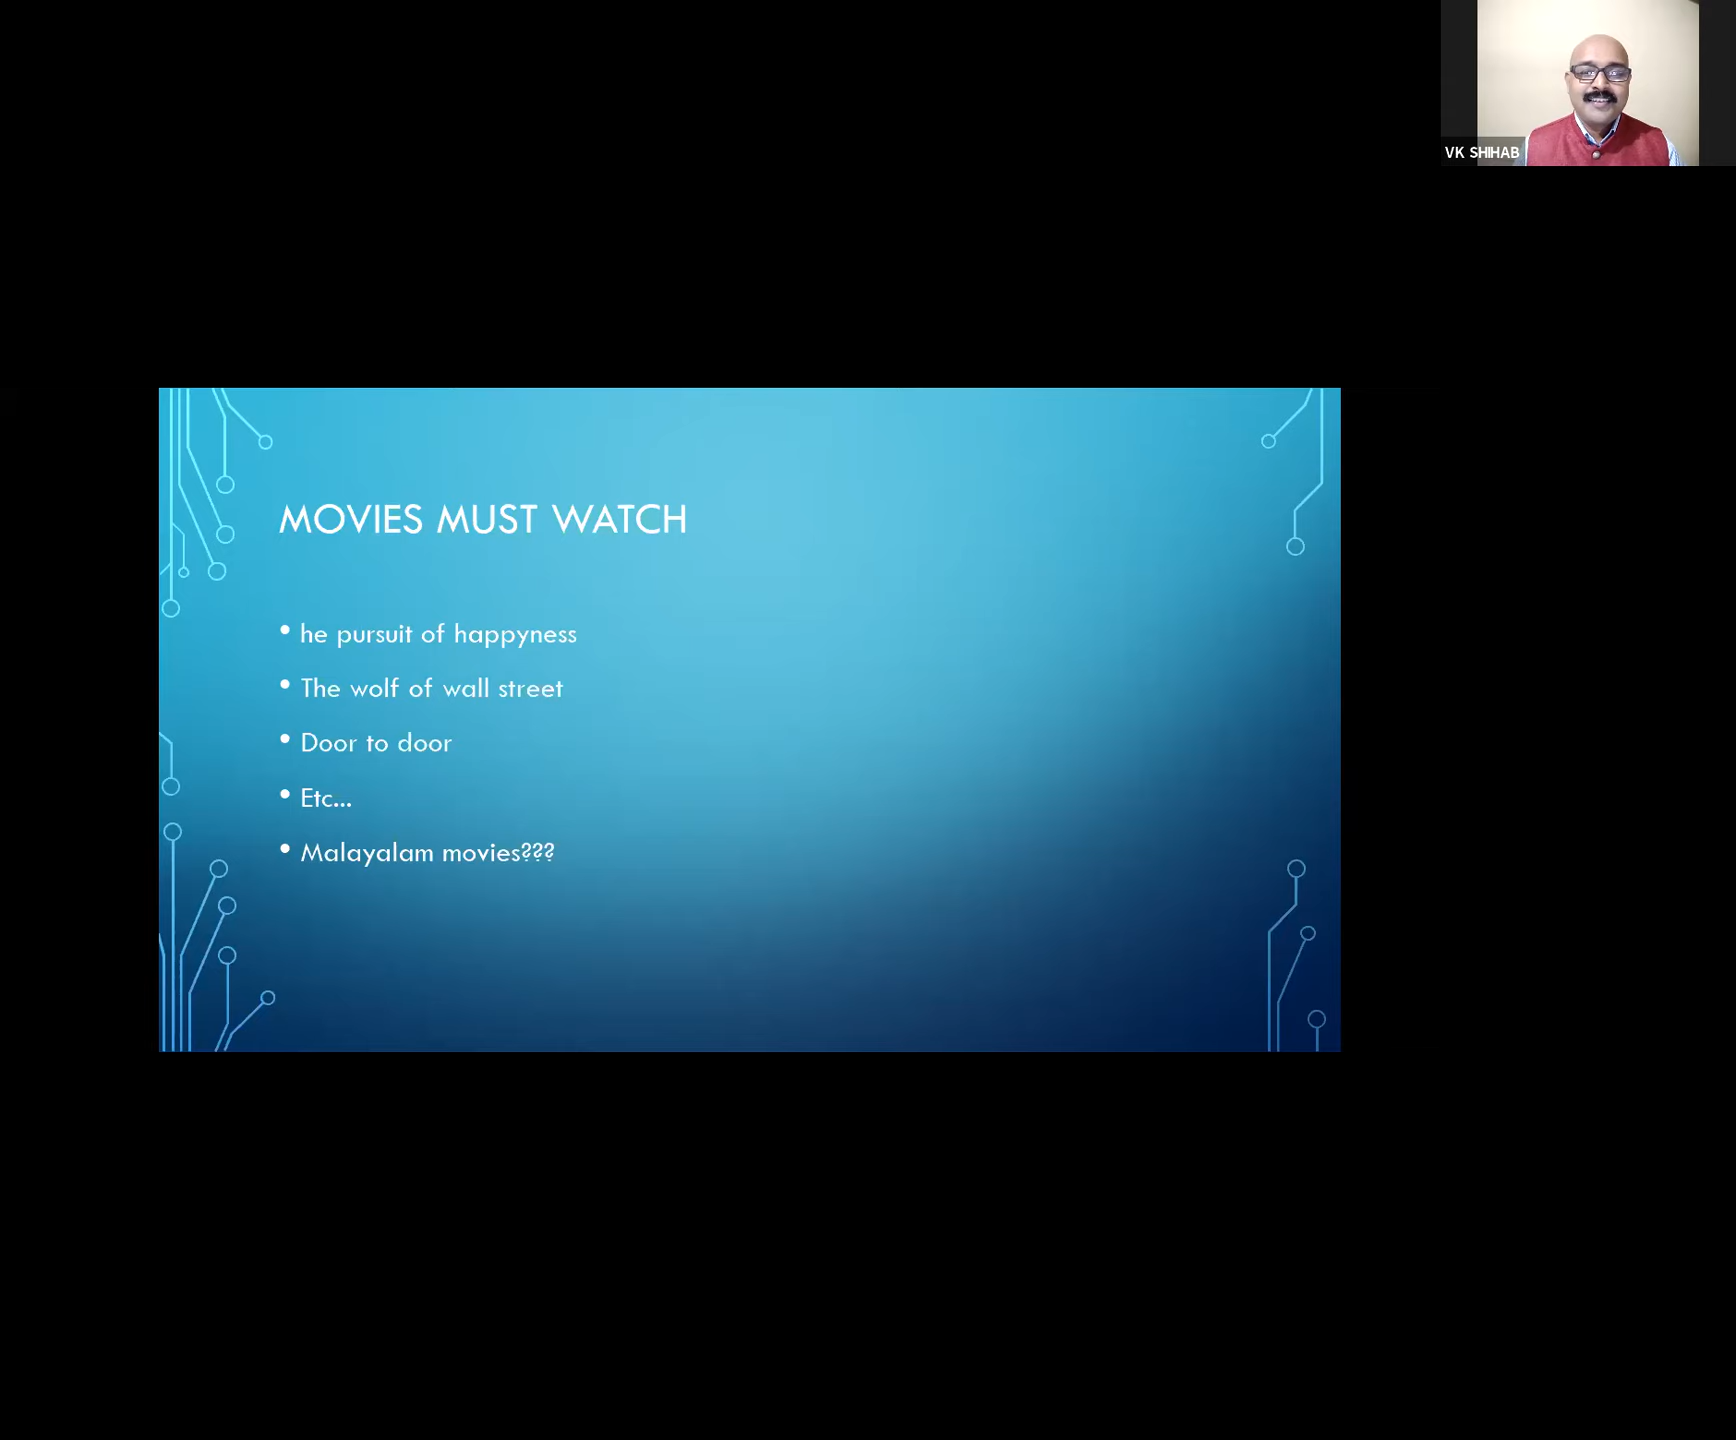 VK SHIHAB
MOVIES MUST WATCH
• he pursuit of happyness
• The wolf of wall street
• Door to door
• Etc...
• Malayalam movies???